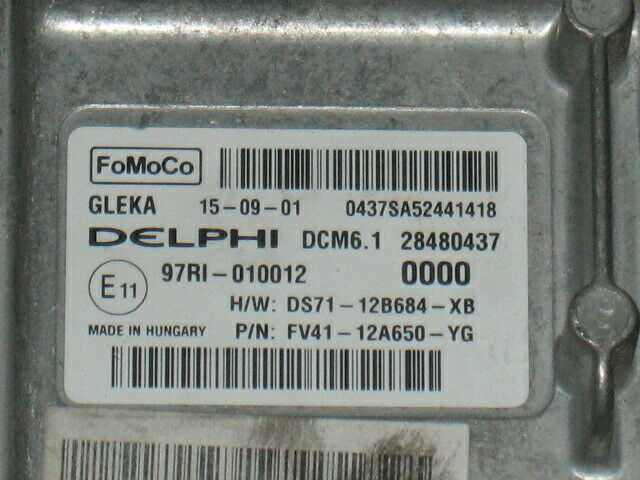 FoMoCo
GLEKA 15-09-01 0437SA52441418
DELPHI DCM6.1 28480437
E11 97RI-010012 0000
H/W: DS71-12B684-XB
MADE IN HUNGARY P/N: FV41-12A650-YG